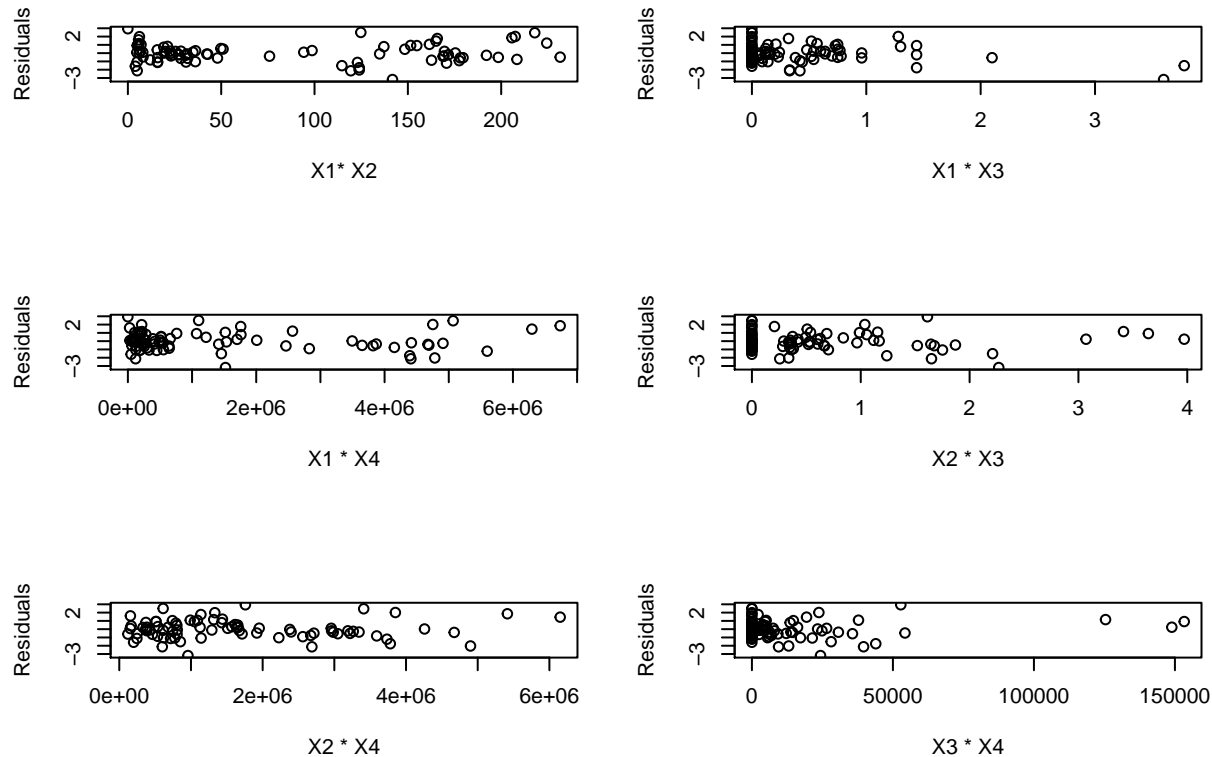 Residuals
2
-3
0
50
100
150
200
X1* X2
Residuals
2
-3
0
1
2
3
X1 * X3
Residuals
2
-3
0e+00
2e+06
4e+06
6e+06
X1 * X4
Residuals
2
-3
0
1
2
3
4
X2 * X3
Residuals
2
-3
0e+00
2e+06
4e+06
6e+06
X2 * X4
Residuals
2
-3
0
50000
100000
150000
X3 * X4